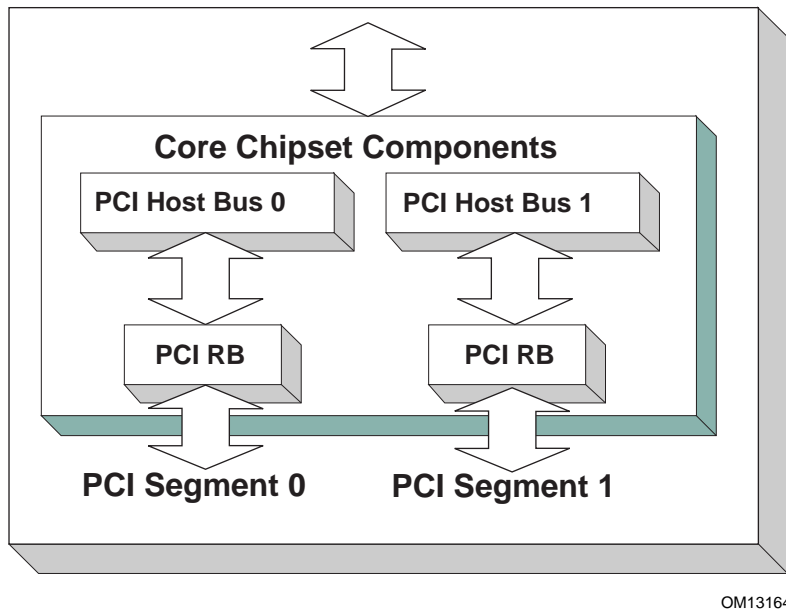 Core Chipset Components
PCI Host Bus 0
PCI Host Bus 1
PCI RB
PCI RB
PCI Segment 0
PCI Segment 1
OM13164